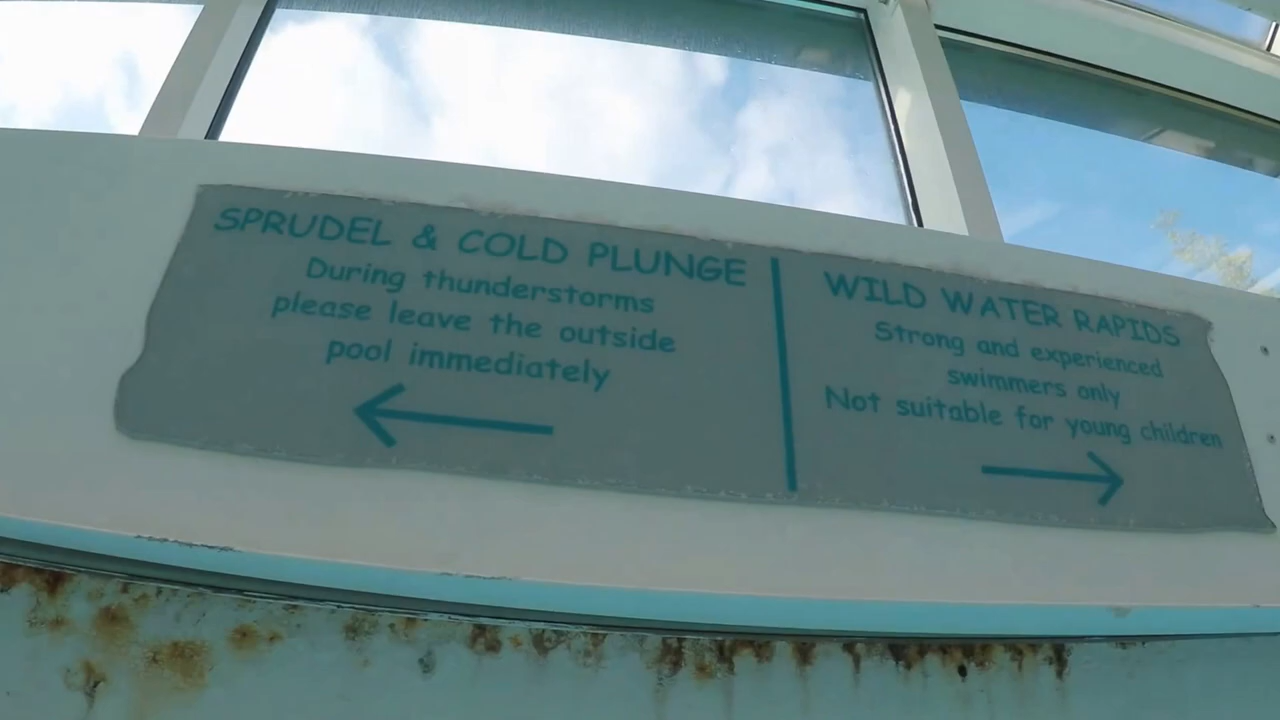 SPRUDEL & COLD PLUNGE
During thunderstorms
please leave the outside
pool immediately
WILD WATER RAPIDS
Strong and experienced
swimmers only
Not suitable for young children